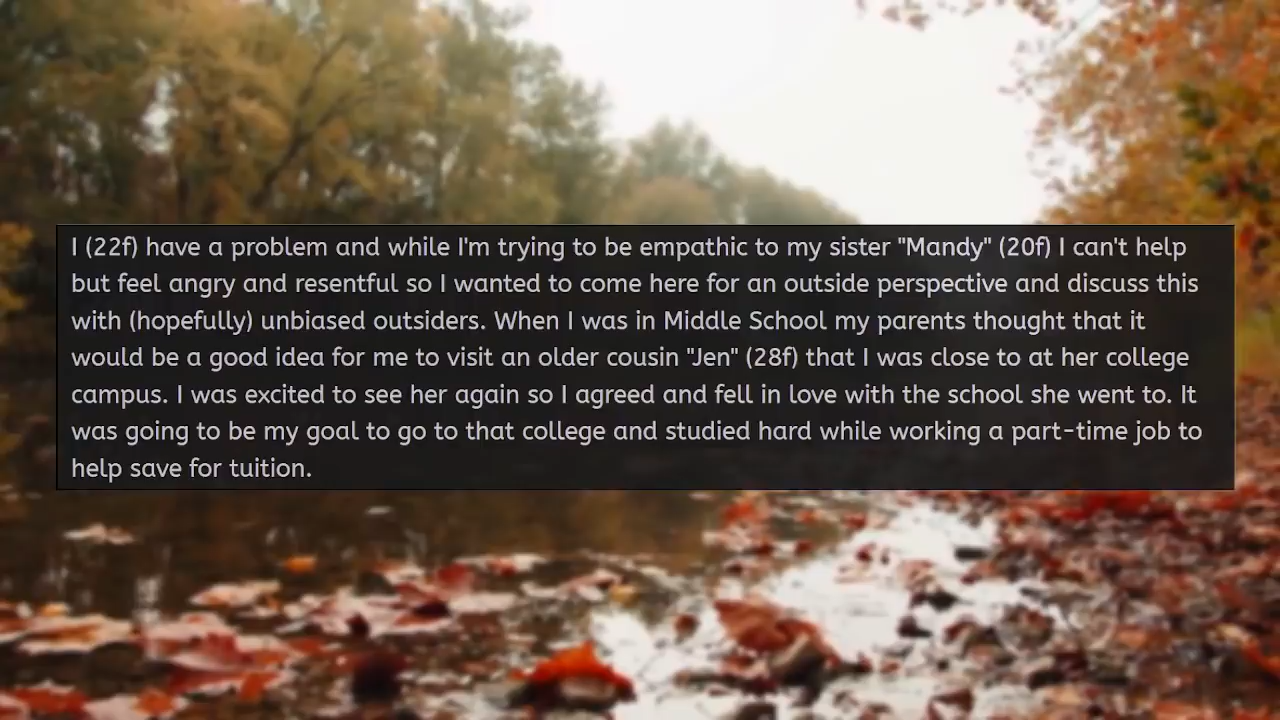 I (22f) have a problem and while I'm trying to be empathic to my sister "Mandy" (20f) I can't help
but feel angry and resentful so I wanted to come here for an outside perspective and discuss this
with (hopefully) unbiased outsiders. When I was in Middle School my parents thought that it
would be a good idea for me to visit an older cousin "Jen" (28f) that I was close to at her college
campus. I was excited to see her again so I agreed and fell in love with the school she went to. It
was going to be my goal to go to that college and studied hard while working a part-time job to
help save for tuition.